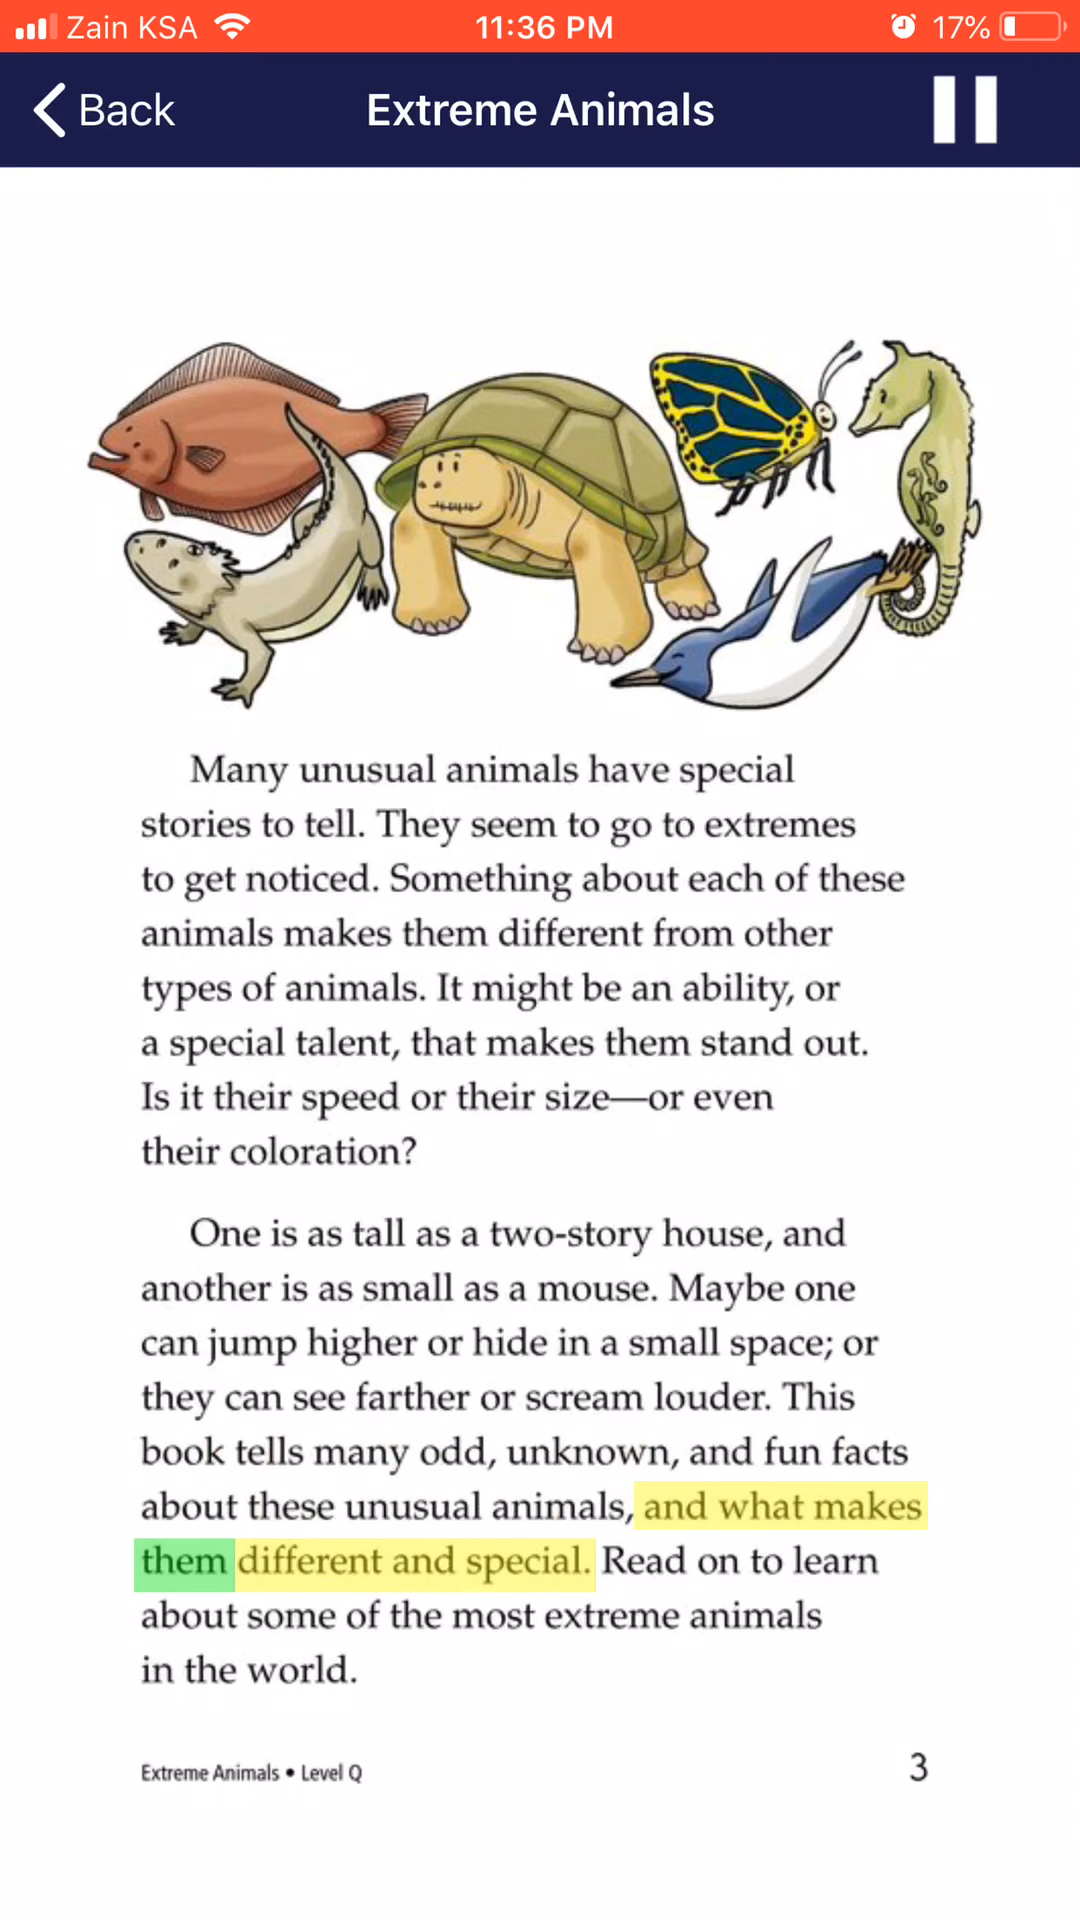 Zain KSA 11:36 PM 17%
Back Extreme Animals
Many unusual animals have special
stories to tell. They seem to go to extremes
to get noticed. Something about each of these
animals makes them different from other
types of animals. It might be an ability, or
a special talent, that makes them stand out.
Is it their speed or their size—or even
their coloration?
One is as tall as a two-story house, and
another is as small as a mouse. Maybe one
can jump higher or hide in a small space; or
they can see farther or scream louder. This
book tells many odd, unknown, and fun facts
about these unusual animals, and what makes
them different and special. Read on to learn
about some of the most extreme animals
in the world.
Extreme Animals • Level Q 3